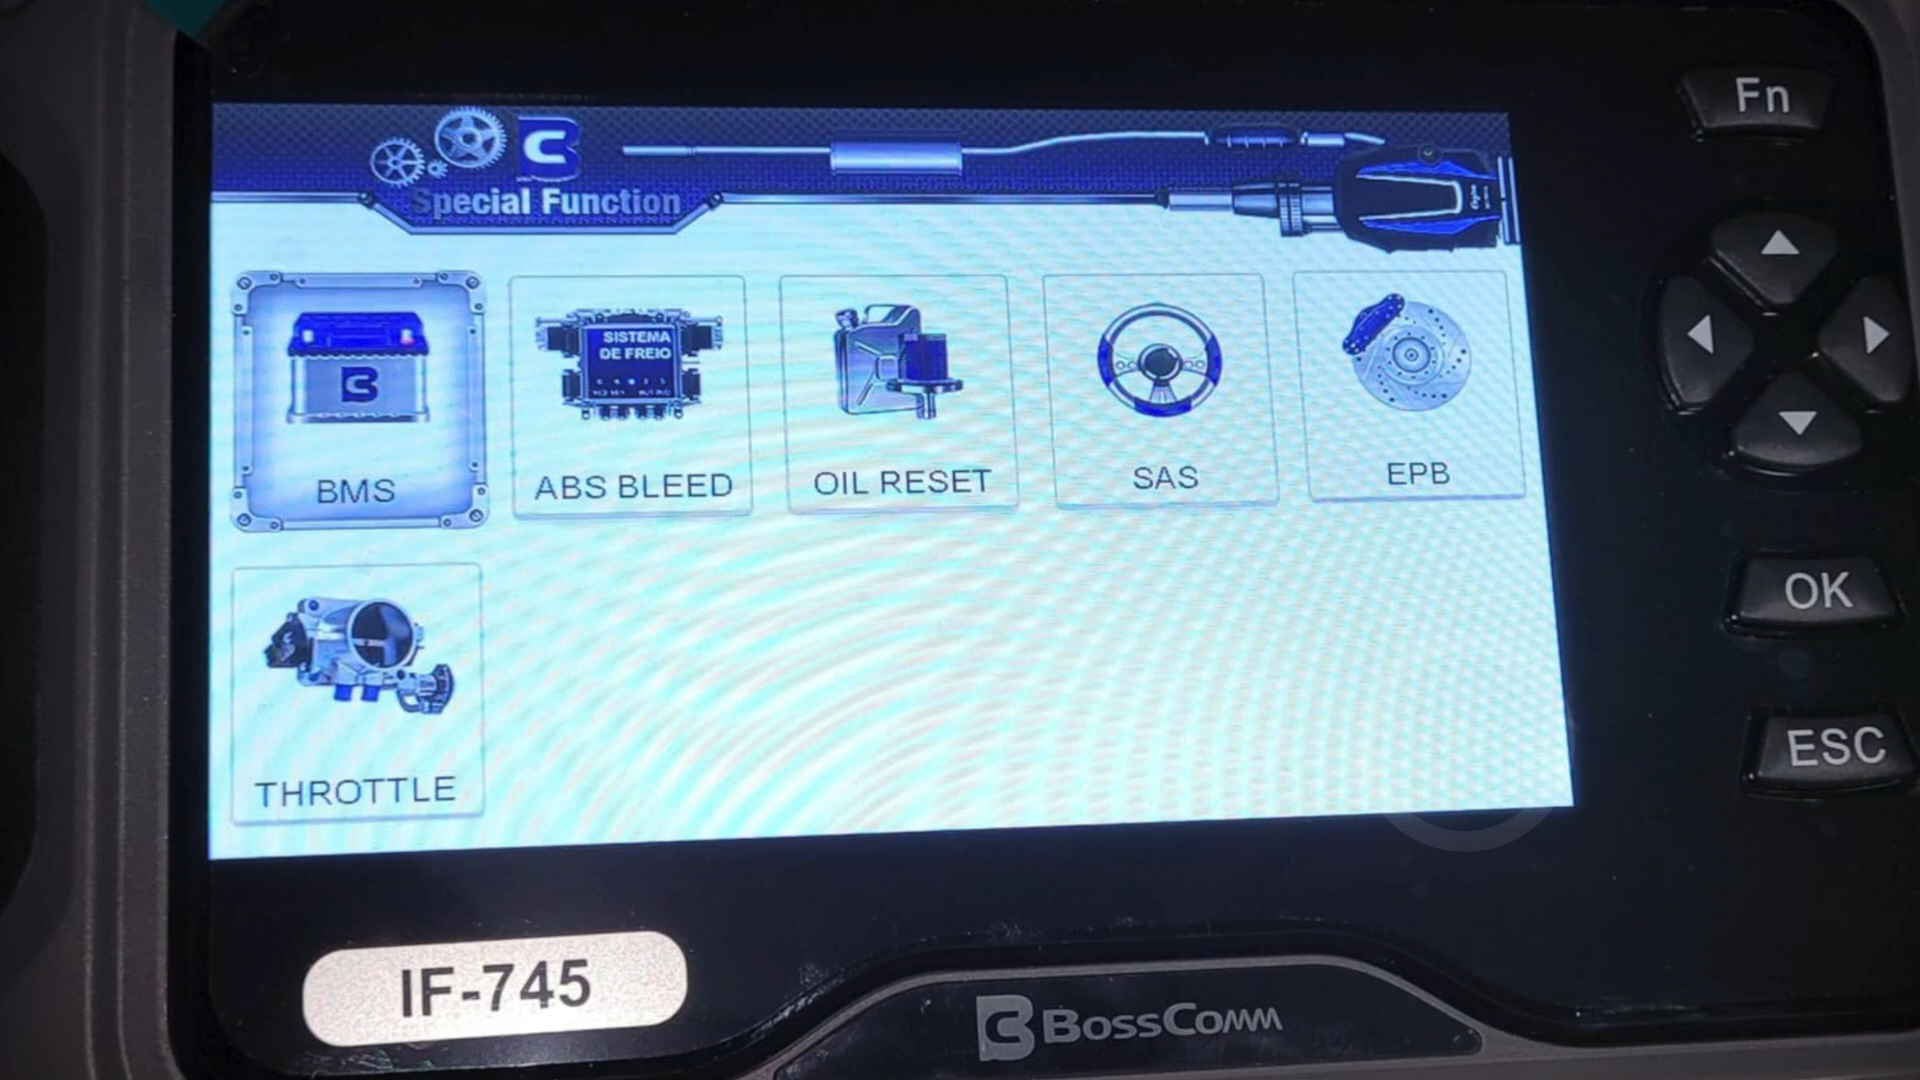 Special Function
SISTEMA
DE FREIO
BMS
ABS BLEED
OIL RESET
SAS
EPB
THROTTLE
Fn
OK
ESC
IF-745
BossComm